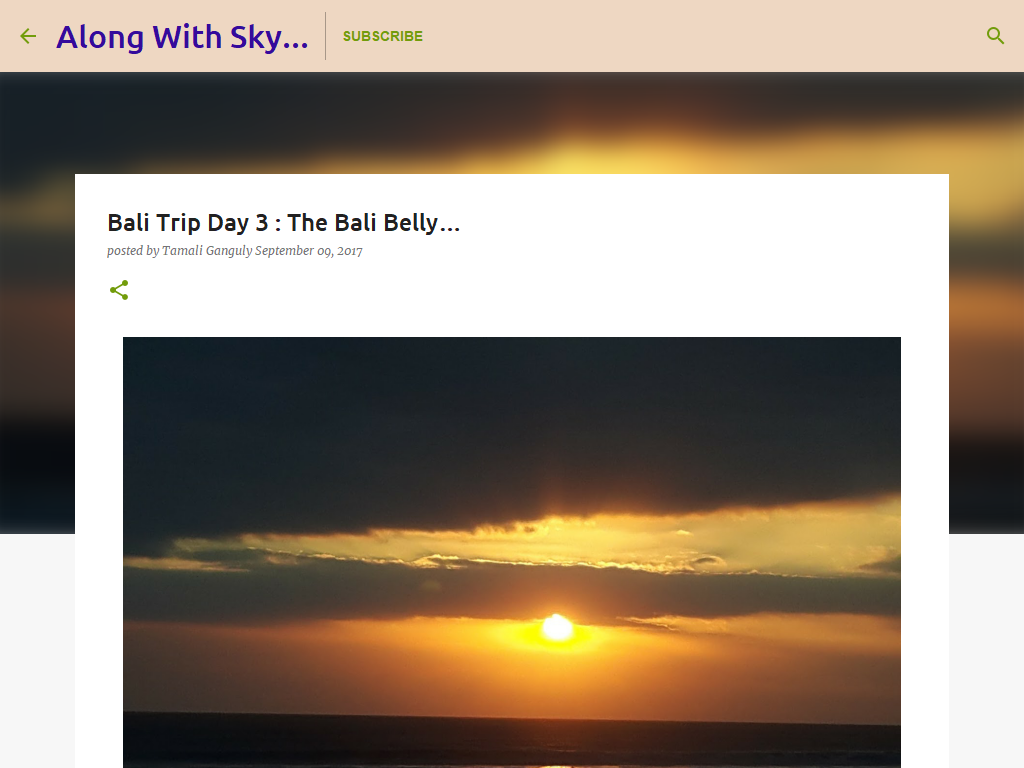 Along With Sky...
SUBSCRIBE
Bali Trip Day 3 : The Bali Belly...
posted by Tamali Ganguly September 09, 2017